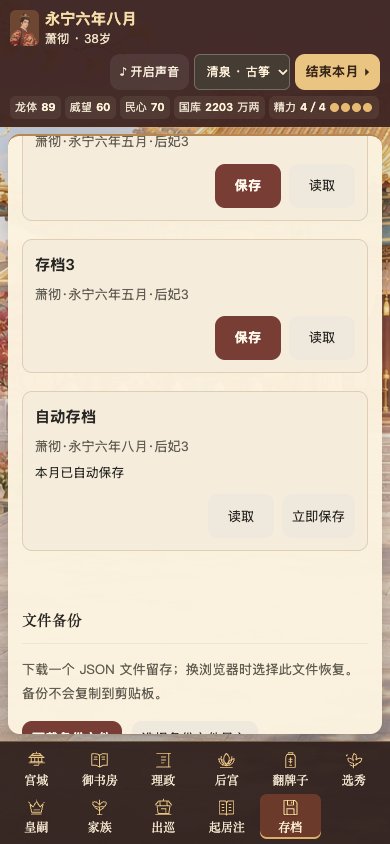 永宁六年八月
萧彻 · 38岁
♪ 开启声音
清泉 · 古筝
结束本月
龙体 89
威望 60
民心 70
国库 2203 万两
精力 4 / 4
萧彻·永宁六年五月·后妃3
保存
读取
存档3
萧彻·永宁六年五月·后妃3
保存
读取
自动存档
萧彻·永宁六年八月·后妃3
本月已自动保存
读取
立即保存
文件备份
下载一个 JSON 文件留存；换浏览器时选择此文件恢复。
备份不会复制到剪贴板。
宫城
御书房
理政
后宫
翻牌子
选秀
皇嗣
家族
出巡
起居注
存档